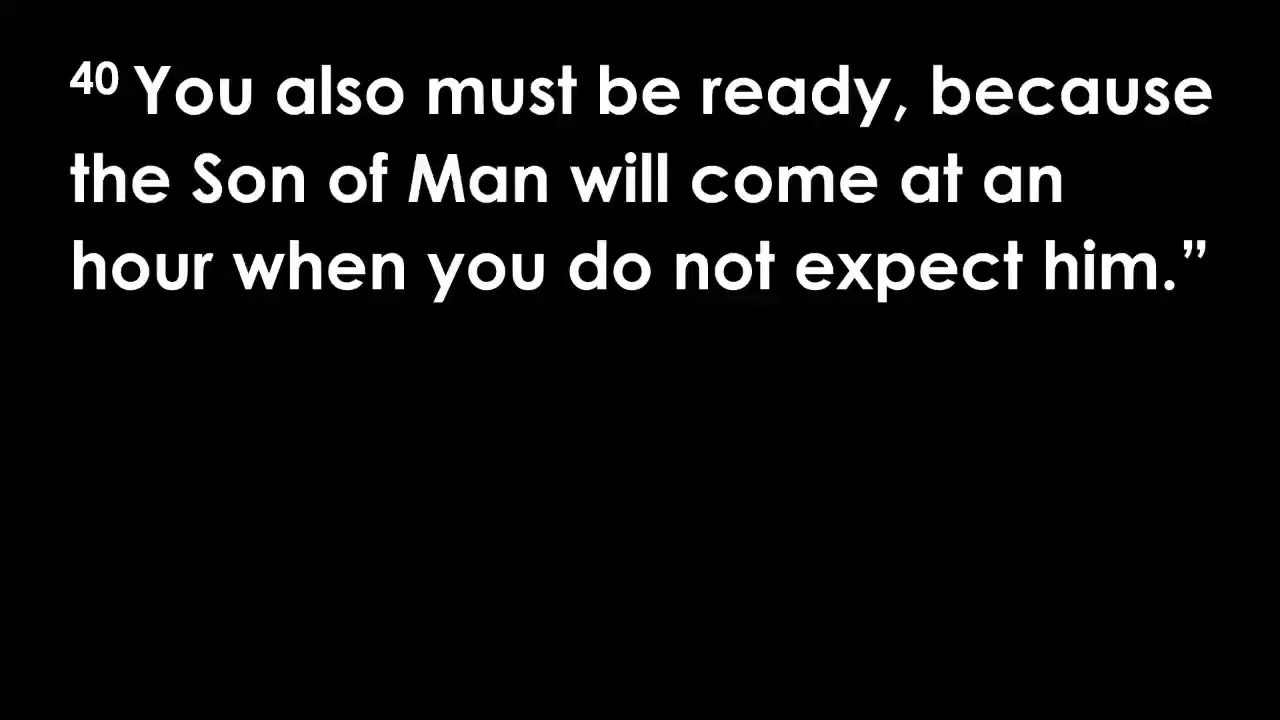 40 You also must be ready, because
the Son of Man will come at an
hour when you do not expect him.”